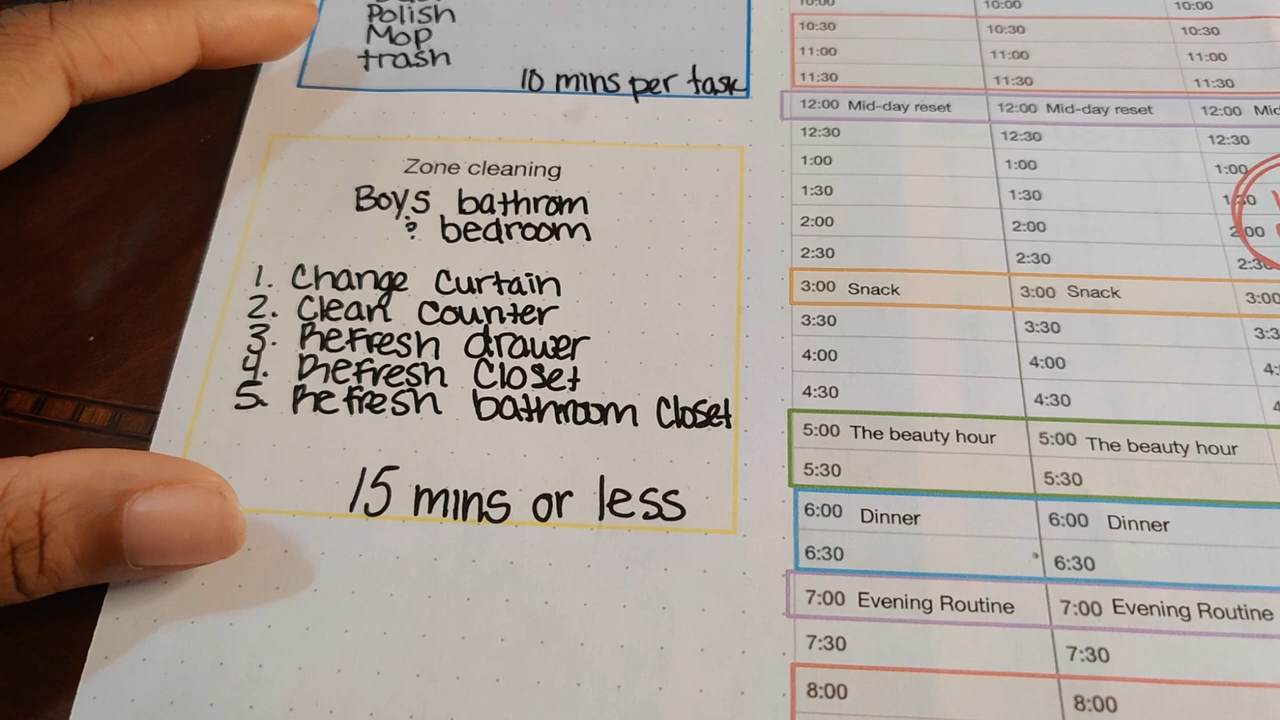 Polish
Mop
trash
10 mins per task
Zone cleaning
Boys bathrom
& bedroom
1. Change Curtain
2. Clean counter
3. Refresh drawer
4. Refresh Closet
5. Refresh bathroom Closet
15 mins or less
10:00 10:00
10:30 10:30 10:30
11:00 11:00 11:00
11:30 11:30 11:30
12:00 Mid-day reset 12:00 Mid-day reset 12:00
12:30 12:30 12:30
1:00 1:00 1:00
1:30 1:30
2:00 2:00
2:30 2:30
3:00 Snack 3:00 Snack 3:00
3:30 3:30
4:00 4:00
4:30 4:30
5:00 The beauty hour 5:00 The beauty hour
5:30 5:30
6:00 Dinner 6:00 Dinner
6:30 6:30
7:00 Evening Routine 7:00 Evening Routine
7:30 7:30
8:00 8:00